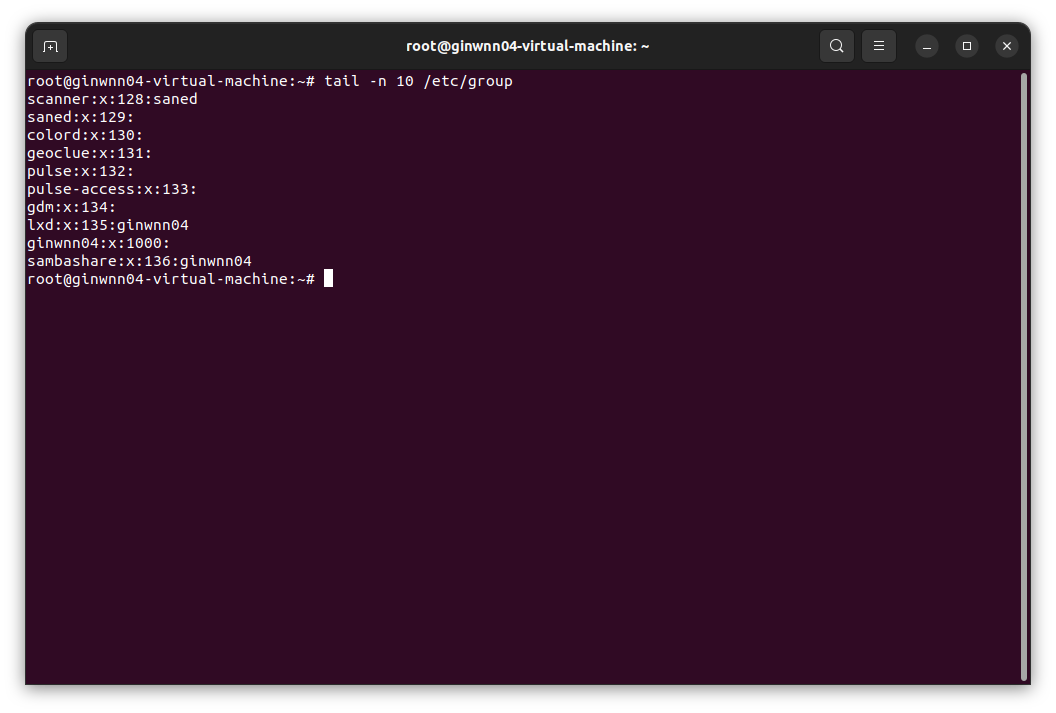 root@ginwnn04-virtual-machine: ~
root@ginwnn04-virtual-machine:~# tail -n 10 /etc/group
scanner:x:128:saned
saned:x:129:
colord:x:130:
geoclue:x:131:
pulse:x:132:
pulse-access:x:133:
gdm:x:134:
lxd:x:135:ginwnn04
ginwnn04:x:1000:
sambashare:x:136:ginwnn04
root@ginwnn04-virtual-machine:~#